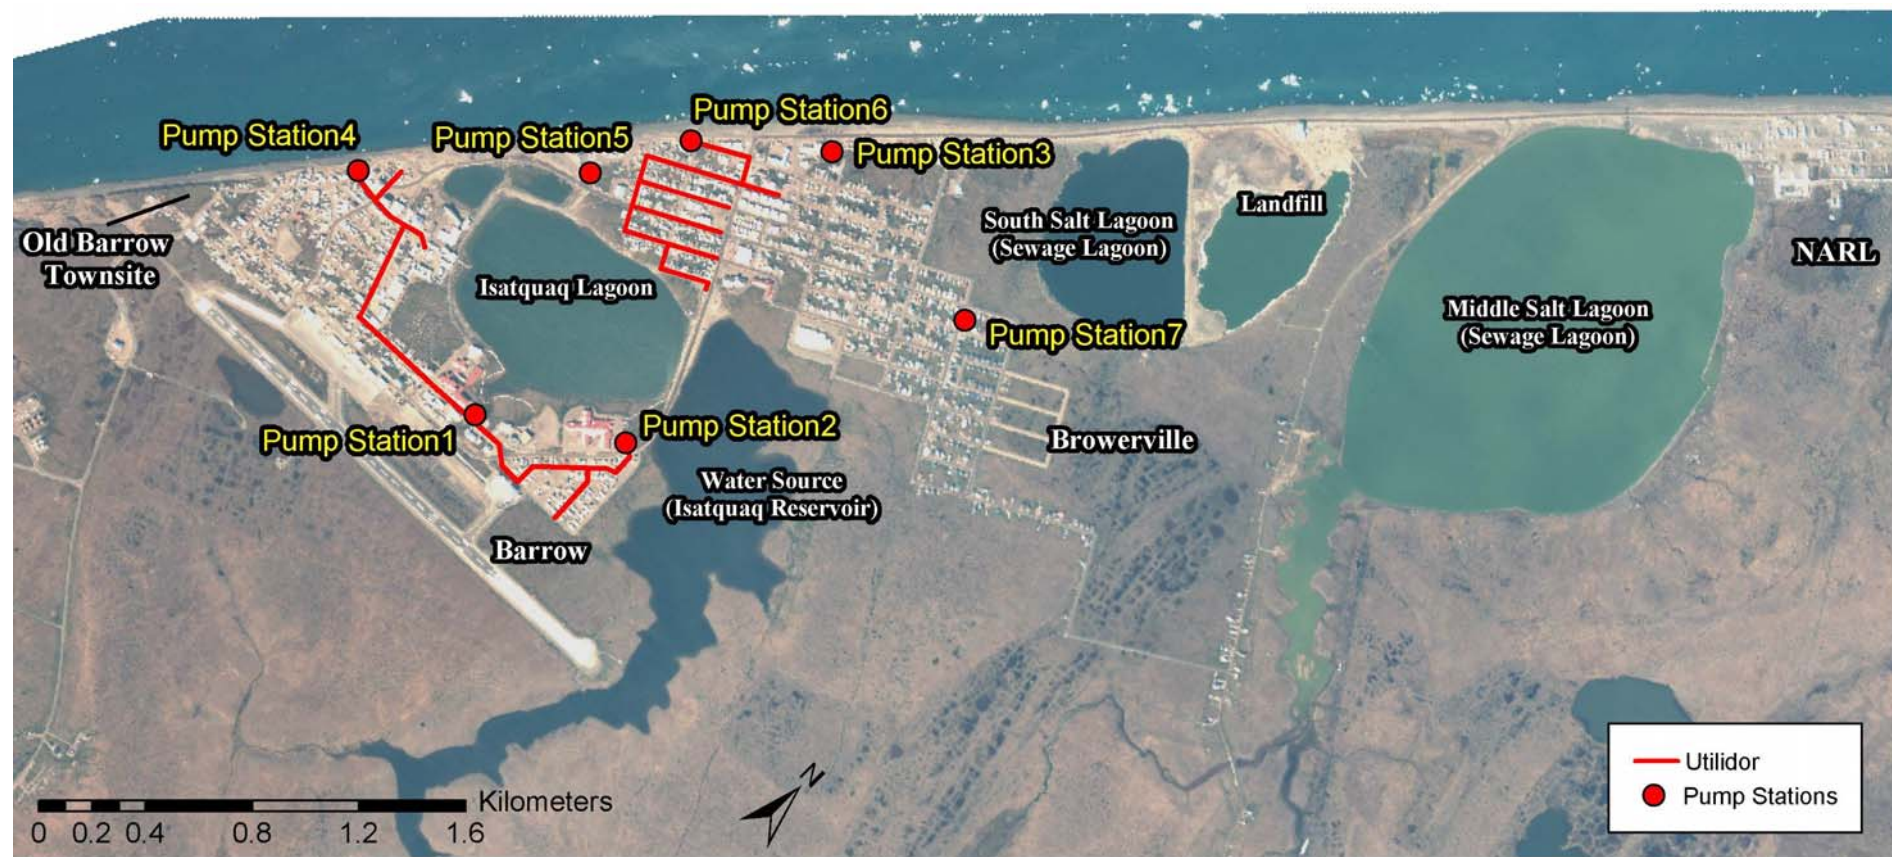 Pump Station6
Pump Station4
Pump Station5
Pump Station3
Landfill
South Salt Lagoon
(Sewage Lagoon)
Old Barrow
Townsite
NARL
Isatquaq Lagoon
Middle Salt Lagoon
(Sewage Lagoon)
Pump Station7
Pump Station1
Pump Station2
Browerville
Water Source
(Isatquaq Reservoir)
Barrow
N
Kilometers
0 0.2 0.4 0.8 1.2 1.6
Utilidor
Pump Stations